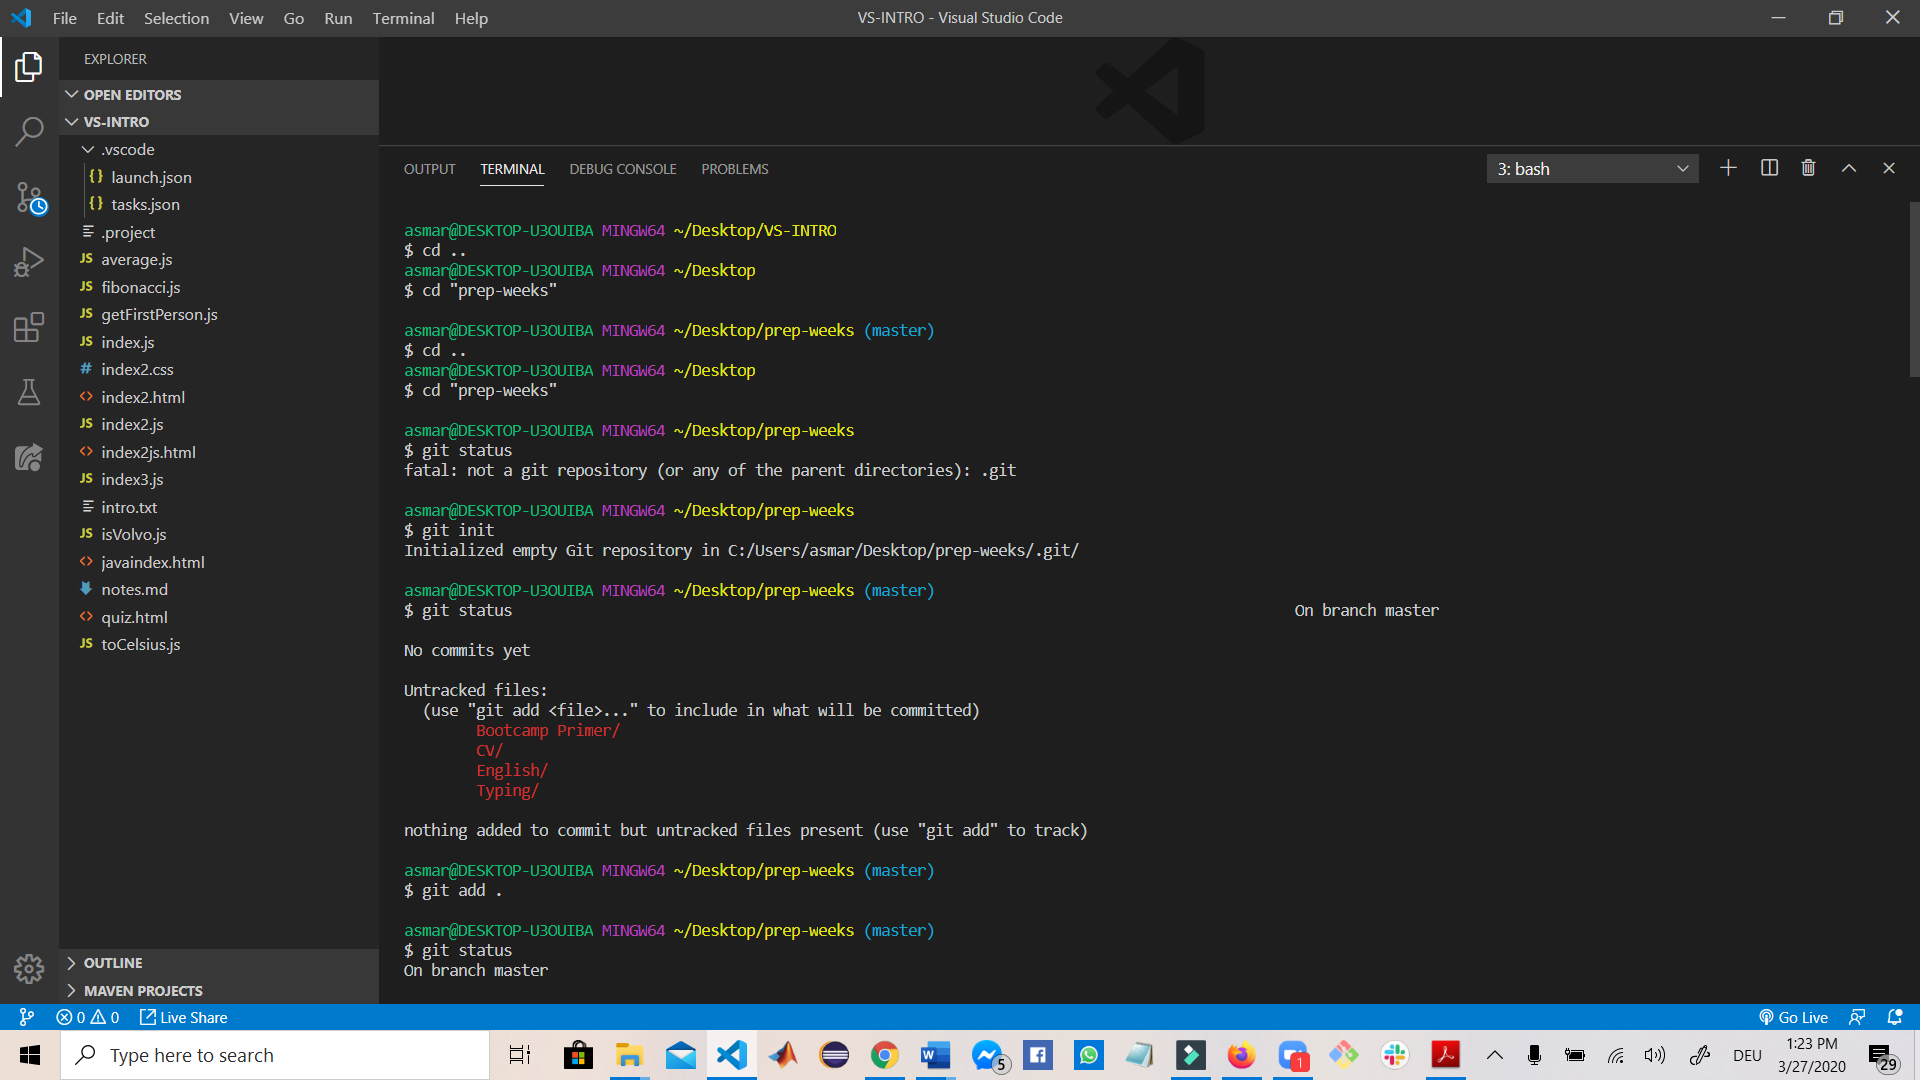 File Edit Selection View Go Run Terminal Help
VS-INTRO - Visual Studio Code
EXPLORER
OPEN EDITORS
VS-INTRO
.vscode
{} launch.json
{} tasks.json
.project
JS average.js
JS fibonacci.js
JS getFirstPerson.js
JS index.js
# index2.css
<> index2.html
JS index2.js
<> index2js.html
JS index3.js
intro.txt
JS isVolvo.js
<> javaindex.html
notes.md
<> quiz.html
JS toCelsius.js
OUTLINE
MAVEN PROJECTS
OUTPUT TERMINAL DEBUG CONSOLE PROBLEMS
3: bash
asmar@DESKTOP-U3OUIBA MINGW64 ~/Desktop/VS-INTRO
$ cd ..
asmar@DESKTOP-U3OUIBA MINGW64 ~/Desktop
$ cd "prep-weeks"
asmar@DESKTOP-U3OUIBA MINGW64 ~/Desktop/prep-weeks (master)
$ cd ..
asmar@DESKTOP-U3OUIBA MINGW64 ~/Desktop
$ cd "prep-weeks"
asmar@DESKTOP-U3OUIBA MINGW64 ~/Desktop/prep-weeks
$ git status
fatal: not a git repository (or any of the parent directories): .git
asmar@DESKTOP-U3OUIBA MINGW64 ~/Desktop/prep-weeks
$ git init
Initialized empty Git repository in C:/Users/asmar/Desktop/prep-weeks/.git/
asmar@DESKTOP-U3OUIBA MINGW64 ~/Desktop/prep-weeks (master)
$ git status On branch master
No commits yet
Untracked files:
(use "git add <file>..." to include in what will be committed)
Bootcamp Primer/
CV/
English/
Typing/
nothing added to commit but untracked files present (use "git add" to track)
asmar@DESKTOP-U3OUIBA MINGW64 ~/Desktop/prep-weeks (master)
$ git add .
asmar@DESKTOP-U3OUIBA MINGW64 ~/Desktop/prep-weeks (master)
$ git status
On branch master
0 0 Live Share
Go Live
Type here to search
5
1
DEU
1:23 PM
3/27/2020
29